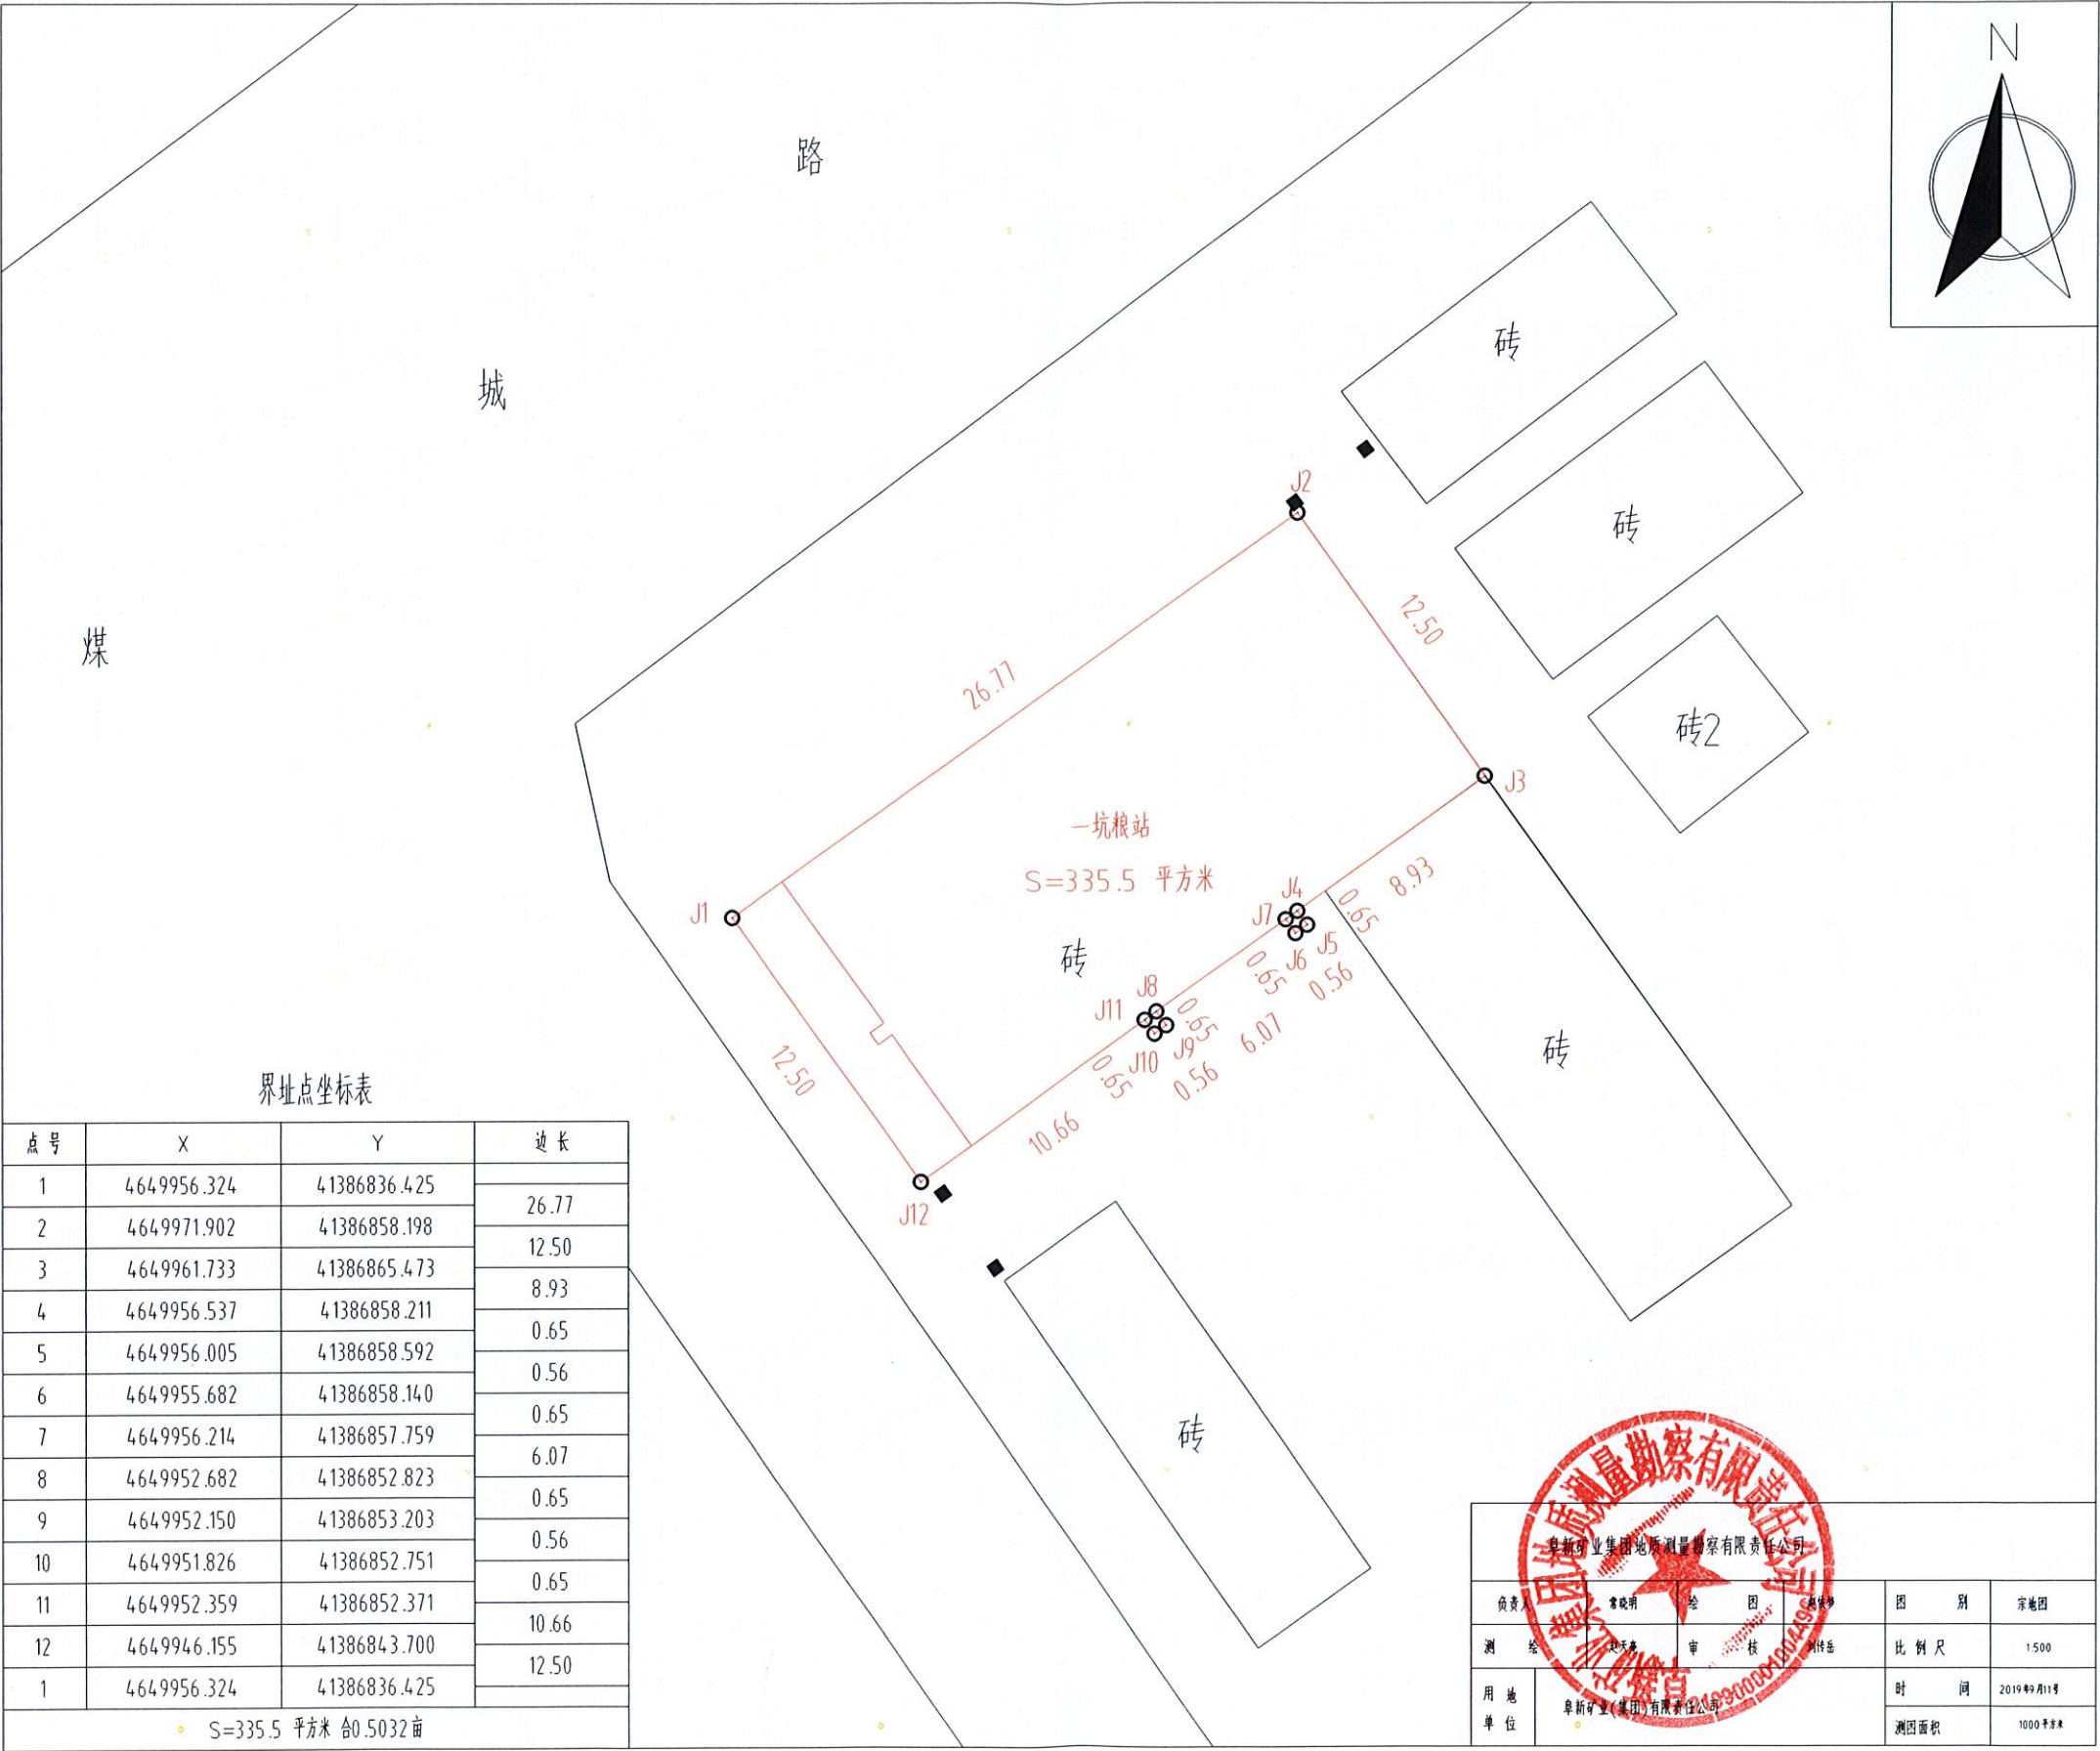 N
路
城
煤
砖
砖
砖2
J2
12.50
26.77
J3
一坑粮站
S=335.5 平方米
J1
砖
J4
J7
8.93
0.65
J5
J6
0.65
0.56
J8
J11
0.65
J9
J10
6.07
0.65
0.56
10.66
12.50
J12
砖
砖
界址点坐标表
点号 X Y 边长
1 4649956.324 41386836.425
26.77
2 4649971.902 41386858.198
12.50
3 4649961.733 41386865.473
8.93
4 4649956.537 41386858.211
0.65
5 4649956.005 41386858.592
0.56
6 4649955.682 41386858.140
0.65
7 4649956.214 41386857.759
6.07
8 4649952.682 41386852.823
0.65
9 4649952.150 41386853.203
0.56
10 4649951.826 41386852.751
0.65
11 4649952.359 41386852.371
10.66
12 4649946.155 41386843.700
12.50
1 4649956.324 41386836.425
S=335.5 平方米 合0.5032亩
阜新矿业集团地质测量勘察有限责任公司
负责人 常晓明 绘 图 图 别 宗地图
测 绘 赵天亮 审 核 刘传岳 比例尺 1:500
用地单位 阜新矿业(集团)有限责任公司 时 间 2019年9月11号
测图面积 1000平方米